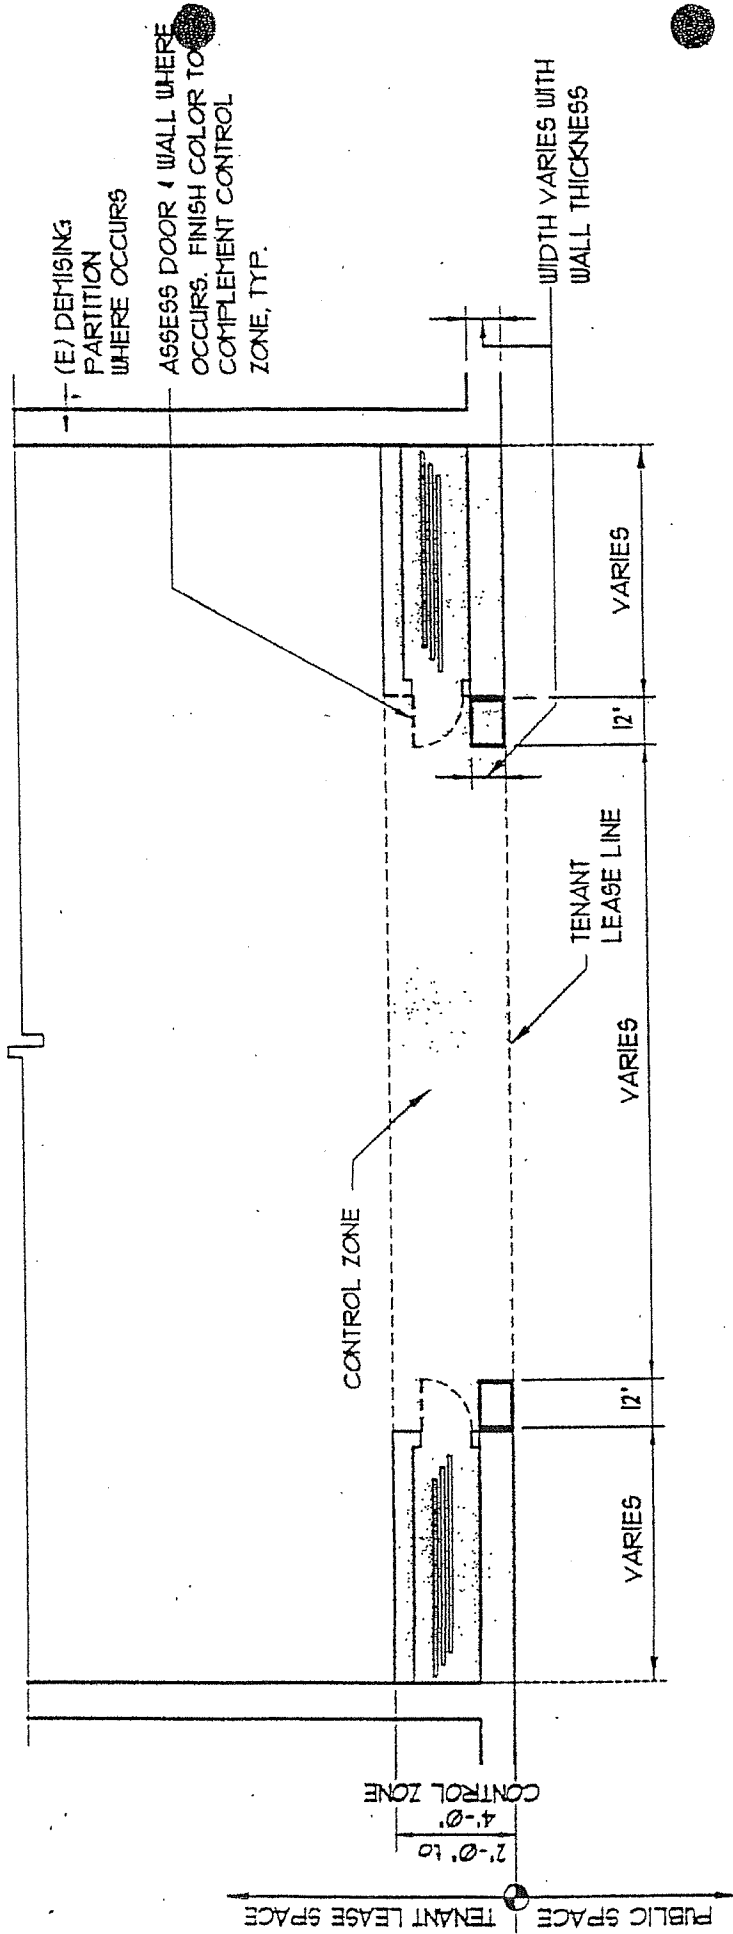 (E) DEMISING
PARTITION
WHERE OCCURS
ASSESS DOOR & WALL WHERE
OCCURS. FINISH COLOR TO
COMPLEMENT CONTROL
ZONE, TYP.
WIDTH VARIES WITH
WALL THICKNESS
CONTROL ZONE
TENANT
LEASE LINE
VARIES
12"
VARIES
12"
VARIES
2'-0" to
4'-0"
CONTROL ZONE
PUBLIC SPACE
TENANT LEASE SPACE